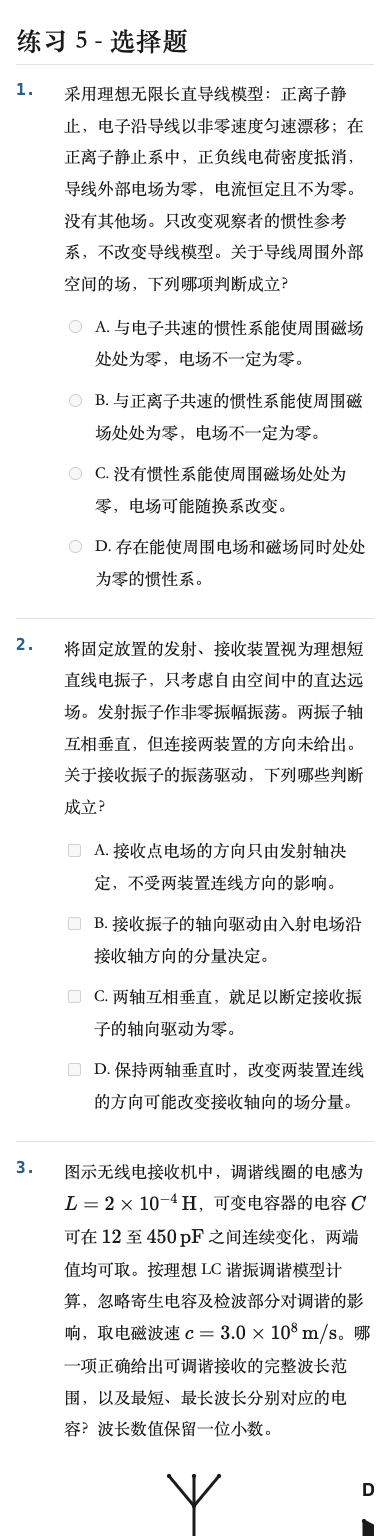 练习 5 - 选择题
1.
采用理想无限长直导线模型：正离子静
止，电子沿导线以非零速度匀速漂移；在
正离子静止系中，正负线电荷密度抵消，
导线外部电场为零，电流恒定且不为零。
没有其他场。只改变观察者的惯性参考
系，不改变导线模型。关于导线周围外部
空间的场，下列哪项判断成立？
A. 与电子共速的惯性系能使周围磁场
处处为零，电场不一定为零。
B. 与正离子共速的惯性系能使周围磁
场处处为零，电场不一定为零。
C. 没有惯性系能使周围磁场处处为
零，电场可能随换系改变。
D. 存在能使周围电场和磁场同时处处
为零的惯性系。
2.
将固定放置的发射、接收装置视为理想短
直线电振子，只考虑自由空间中的直达远
场。发射振子作非零振幅振荡。两振子轴
互相垂直，但连接两装置的方向未给出。
关于接收振子的振荡驱动，下列哪些判断
成立？
A. 接收点电场的方向只由发射轴决
定，不受两装置连线方向的影响。
B. 接收振子的轴向驱动由入射电场沿
接收轴方向的分量决定。
C. 两轴互相垂直，就足以断定接收振
子的轴向驱动为零。
D. 保持两轴垂直时，改变两装置连线
的方向可能改变接收轴向的场分量。
3.
图示无线电接收机中，调谐线圈的电感为
L = 2 × 10⁻⁴ H，可变电容器的电容 C
可在 12 至 450 pF 之间连续变化，两端
值均可取。按理想 LC 谐振调谐模型计
算，忽略寄生电容及检波部分对调谐的影
响，取电磁波速 c = 3.0 × 10⁸ m/s。哪
一项正确给出可调谐接收的完整波长范
围，以及最短、最长波长分别对应的电
容？波长数值保留一位小数。
D